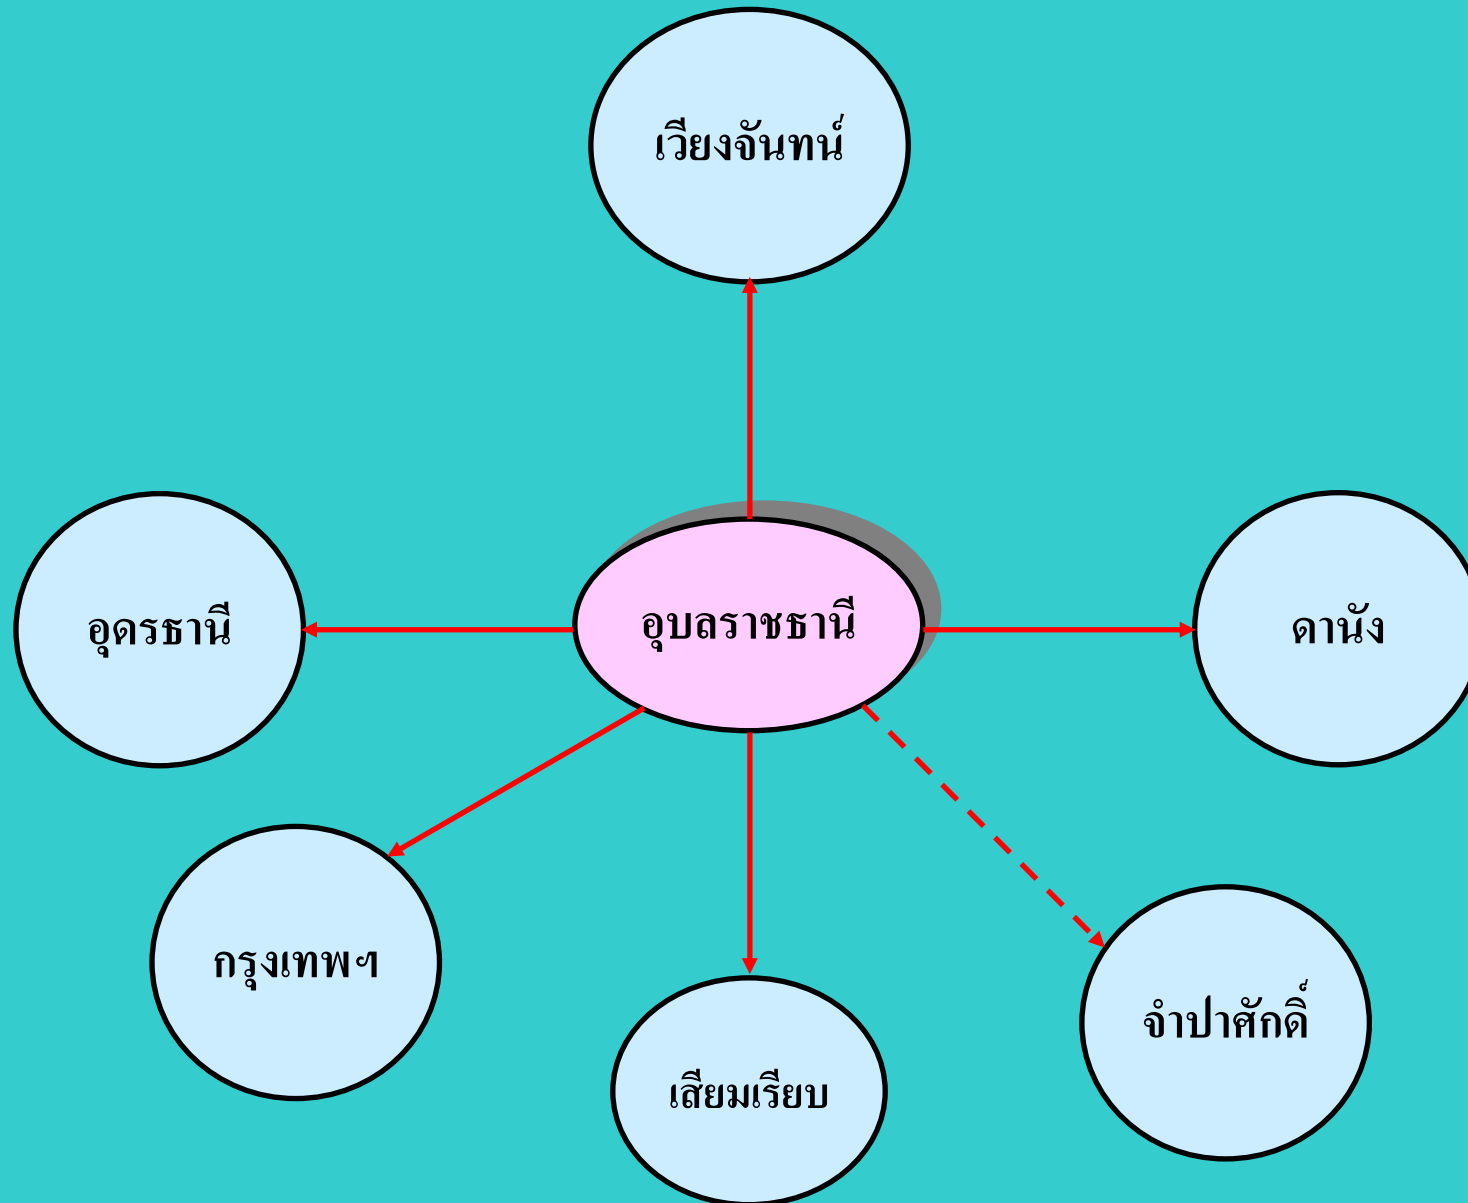 เวียงจันทน์
อุดรธานี
อุบลราชธานี
ดานัง
กรุงเทพฯ
จำปาศักดิ์
เสียมเรียบ